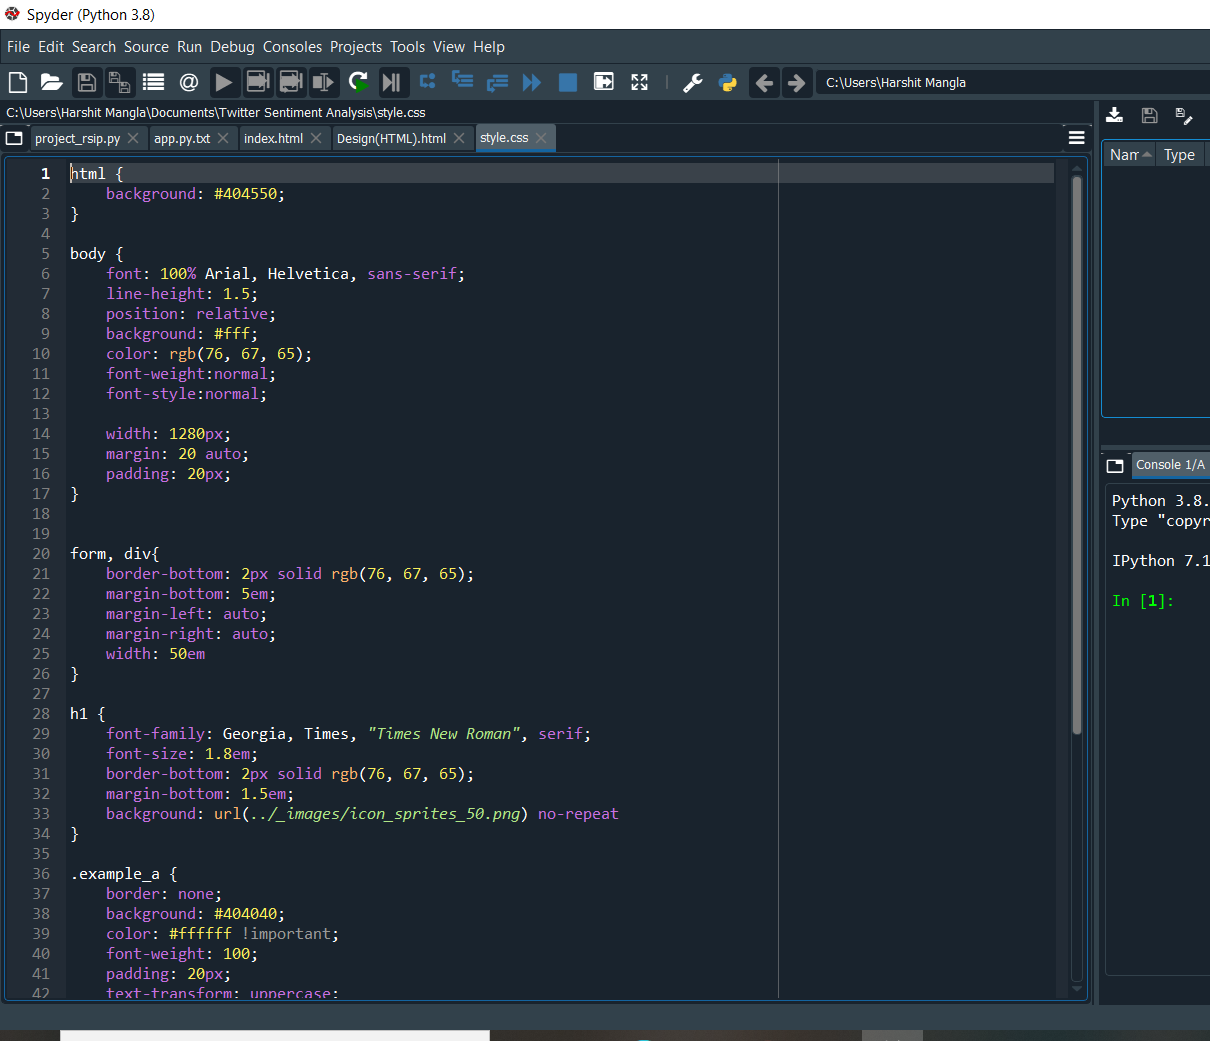 Spyder (Python 3.8)
File Edit Search Source Run Debug Consoles Projects Tools View Help
C:\Users\Harshit Mangla
C:\Users\Harshit Mangla\Documents\Twitter Sentiment Analysis\style.css
project_rsip.py app.py.txt index.html Design(HTML).html style.css
1 html {
2     background: #404550;
3 }
4
5 body {
6     font: 100% Arial, Helvetica, sans-serif;
7     line-height: 1.5;
8     position: relative;
9     background: #fff;
10     color: rgb(76, 67, 65);
11     font-weight:normal;
12     font-style:normal;
13
14     width: 1280px;
15     margin: 20 auto;
16     padding: 20px;
17 }
18
19
20 form, div{
21     border-bottom: 2px solid rgb(76, 67, 65);
22     margin-bottom: 5em;
23     margin-left: auto;
24     margin-right: auto;
25     width: 50em
26 }
27
28 h1 {
29     font-family: Georgia, Times, "Times New Roman", serif;
30     font-size: 1.8em;
31     border-bottom: 2px solid rgb(76, 67, 65);
32     margin-bottom: 1.5em;
33     background: url(../_images/icon_sprites_50.png) no-repeat
34 }
35
36 .example_a {
37     border: none;
38     background: #404040;
39     color: #ffffff !important;
40     font-weight: 100;
41     padding: 20px;
42     text-transform: uppercase;
Nam Type
Console 1/A
Python 3.8.
Type "copyr
IPython 7.1
In [1]: